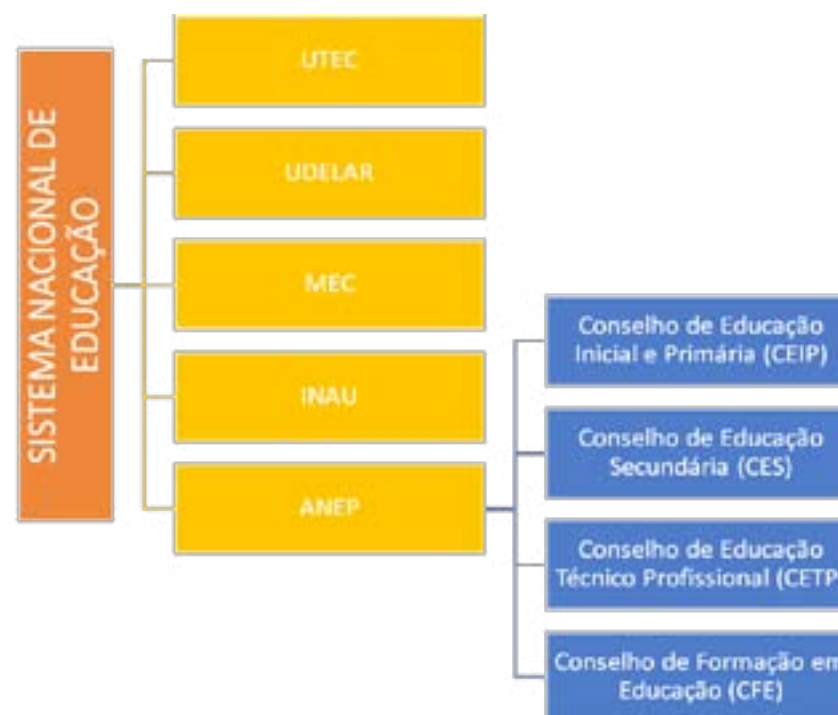 SISTEMA NACIONAL DE
EDUCAÇÃO
UTEC
UDELAR
MEC
INAU
ANEP
Conselho de Educação
Inicial e Primária (CEIP)
Conselho de Educação
Secundária (CES)
Conselho de Educação
Técnico Profissional (CETP
Conselho de Formação em
Educação (CFE)